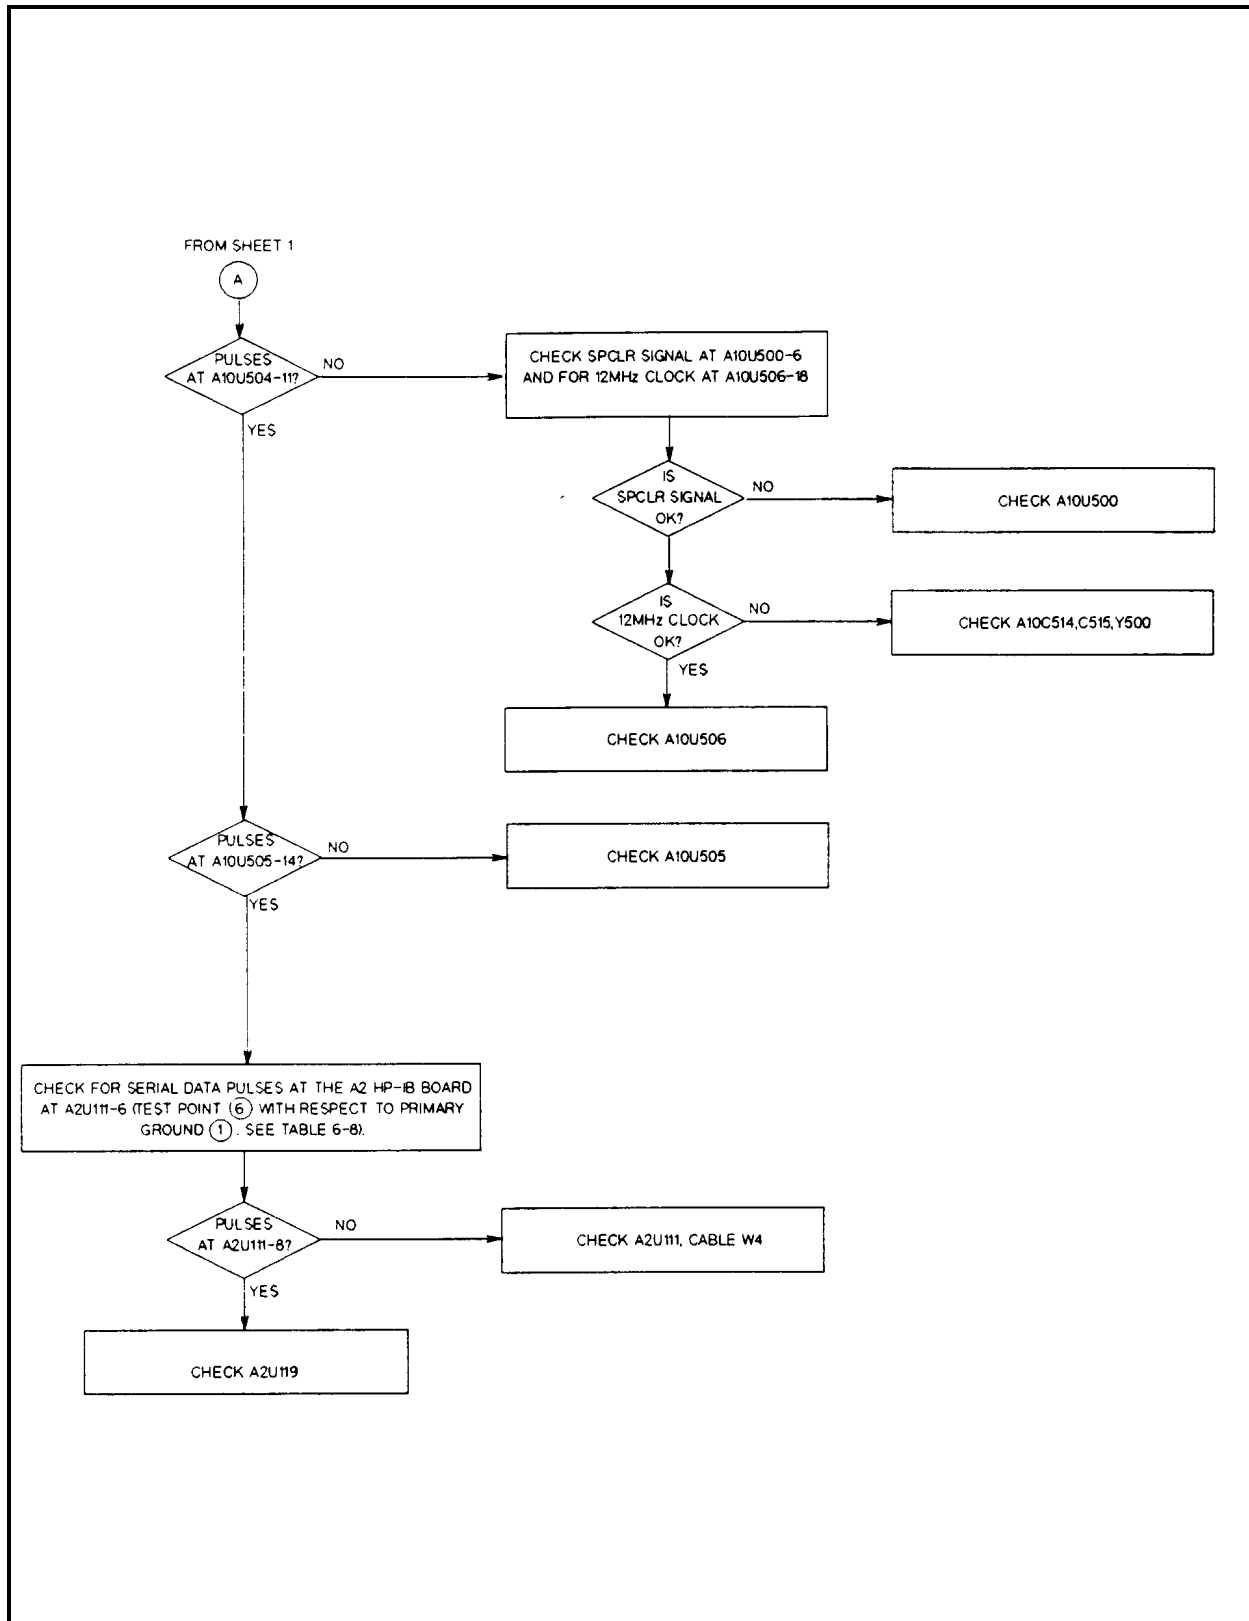 FROM SHEET 1
A
PULSES
AT A10U504-11?
NO
YES
CHECK SPCLR SIGNAL AT A10U500-6
AND FOR 12MHz CLOCK AT A10U506-18
IS
SPCLR SIGNAL
OK?
NO
CHECK A10U500
IS
12MHz CLOCK
OK?
NO
YES
CHECK A10C514,C515,Y500
CHECK A10U506
PULSES
AT A10U505-14?
NO
YES
CHECK A10U505
CHECK FOR SERIAL DATA PULSES AT THE A2 HP-IB BOARD
AT A2U111-6 (TEST POINT 6 WITH RESPECT TO PRIMARY
GROUND 1 . SEE TABLE 6-8).
PULSES
AT A2U111-8?
NO
YES
CHECK A2U111, CABLE W4
CHECK A2U119